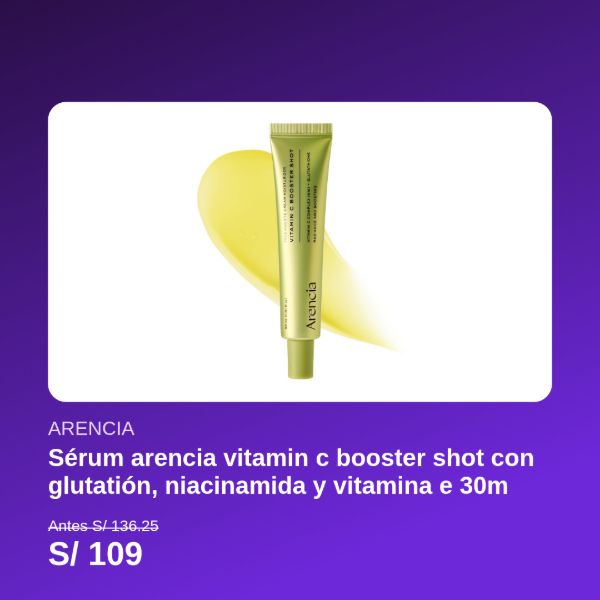 VITAMIN C BOOSTER SHOT
Arencia
ARENCIA
Sérum arencia vitamin c booster shot con
glutatión, niacinamida y vitamina e 30m
Antes S/ 136.25
S/ 109